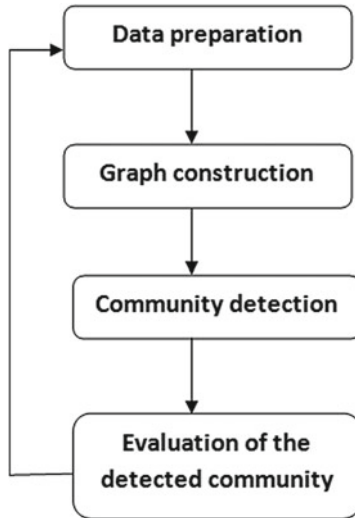 Data preparation
Graph construction
Community detection
Evaluation of the
detected community